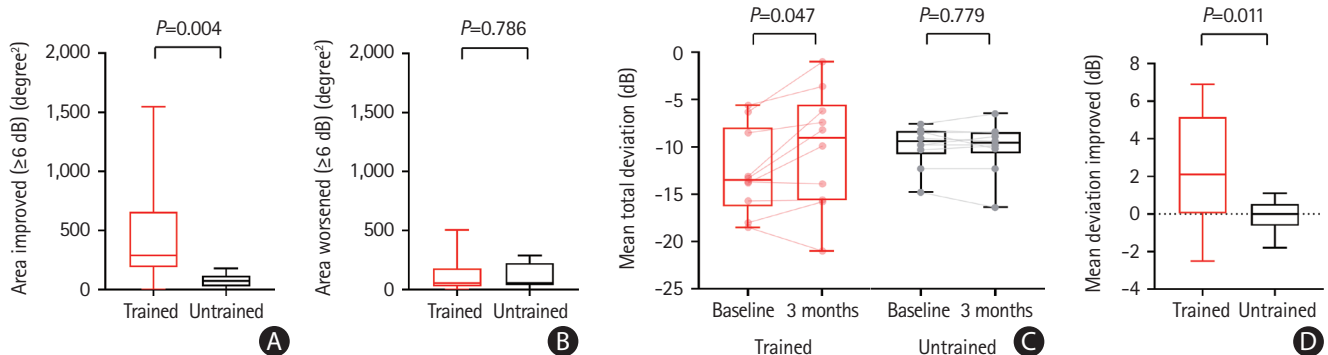 P=0.004
Area improved (≥6 dB) (degree²)
2,000
1,500
1,000
500
0
Trained Untrained
A
P=0.786
Area worsened (≥6 dB) (degree²)
2,000
1,500
1,000
500
0
Trained Untrained
B
P=0.047
P=0.779
Mean total deviation (dB)
0
−5
−10
−15
−20
−25
Baseline 3 months
Baseline 3 months
Trained
Untrained
C
P=0.011
Mean deviation improved (dB)
8
6
4
2
0
−2
−4
Trained Untrained
D